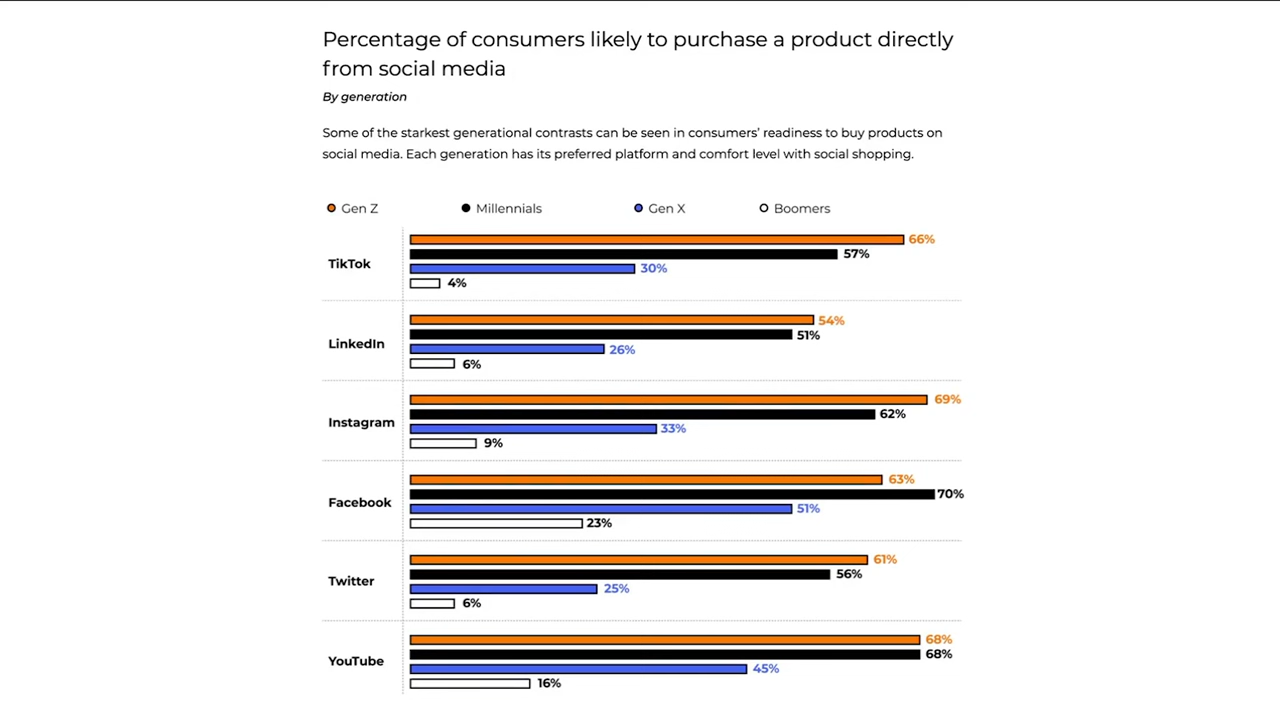 Percentage of consumers likely to purchase a product directly
from social media
By generation
Some of the starkest generational contrasts can be seen in consumers’ readiness to buy products on
social media. Each generation has its preferred platform and comfort level with social shopping.
Gen Z Millennials Gen X Boomers
TikTok
66%
57%
30%
4%
LinkedIn
54%
51%
26%
6%
Instagram
69%
62%
33%
9%
Facebook
63%
70%
51%
23%
Twitter
61%
56%
25%
6%
YouTube
68%
68%
45%
16%